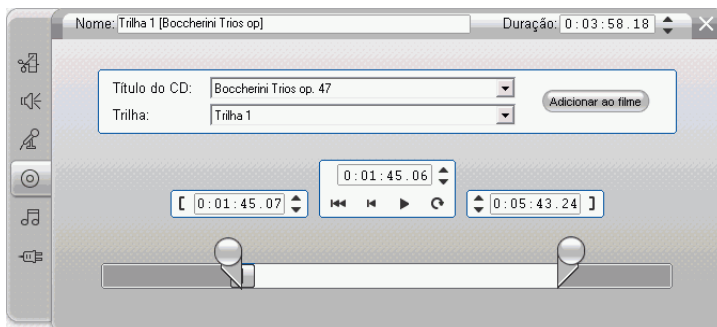 Nome: Trilha 1 [Boccherini Trios op] Duração: 0:03:58.18
Título do CD: Boccherini Trios op. 47
Adicionar ao filme
Trilha: Trilha 1
0:01:45.06
[ 0:01:45.07 0:05:43.24 ]